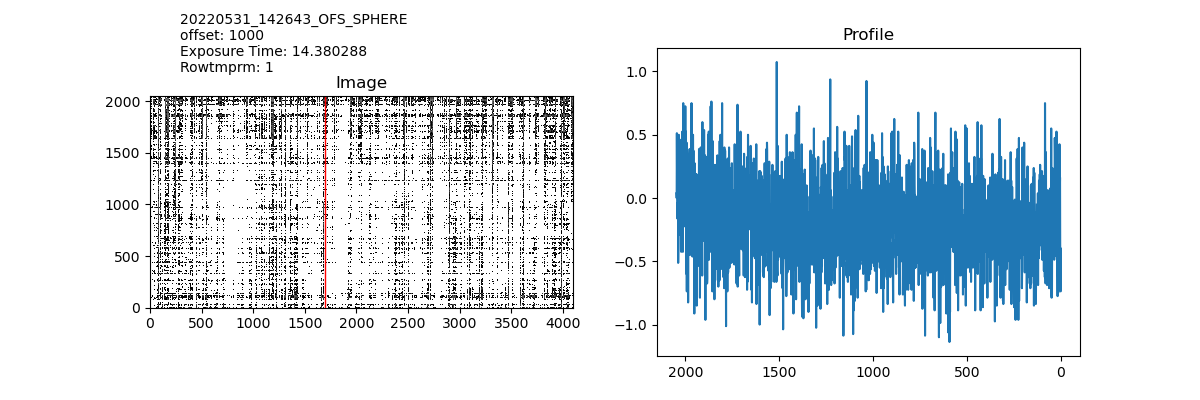 20220531_142643_OFS_SPHERE
offset: 1000
Exposure Time: 14.380288
Rowtmprm: 1
Image
2000
1500
1000
500
0
0 500 1000 1500 2000 2500 3000 3500 4000
Profile
1.0
0.5
0.0
−0.5
−1.0
2000 1500 1000 500 0